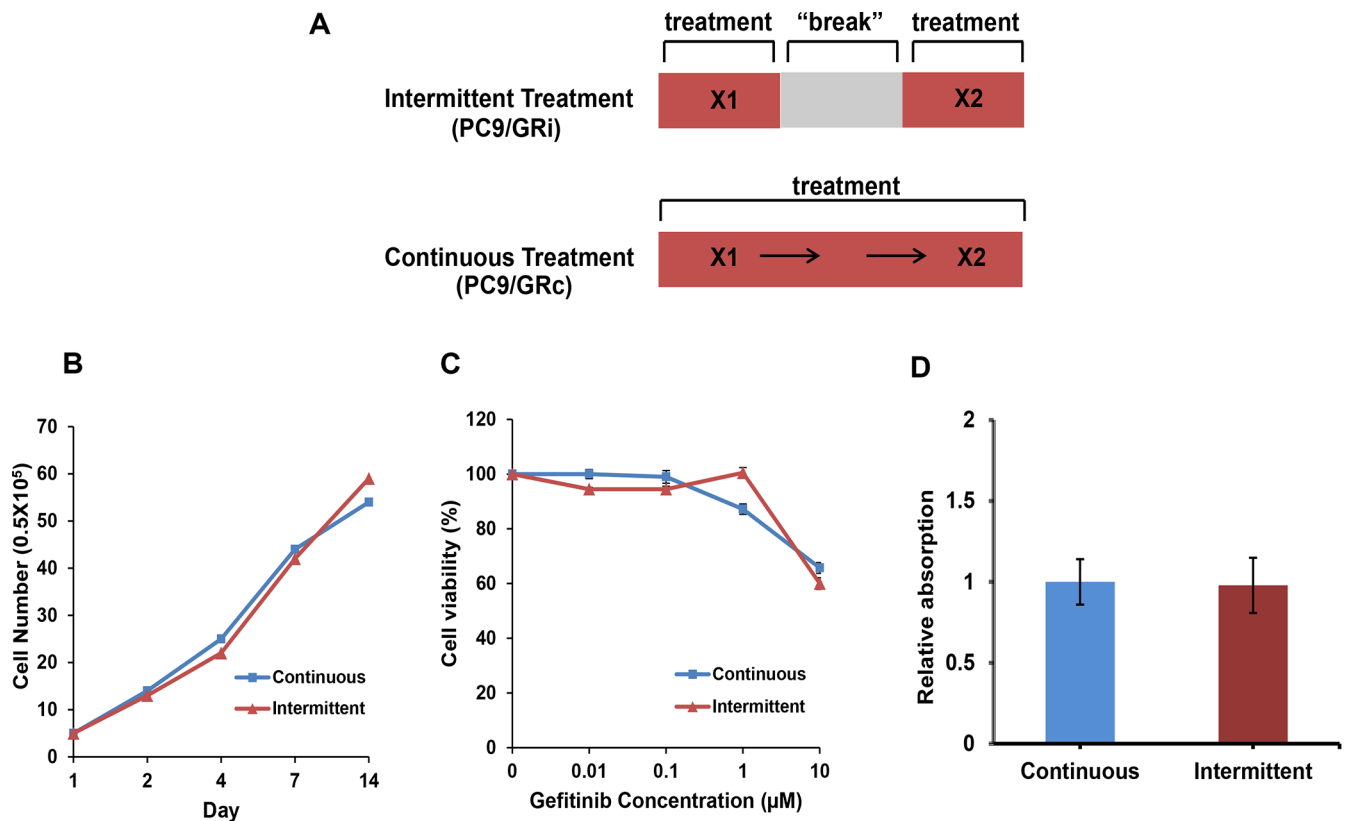 A
treatment “break” treatment
Intermittent Treatment
(PC9/GRi)
X1 X2
treatment
Continuous Treatment
(PC9/GRc)
X1 X2
B
Cell Number (0.5X10⁵)
70
60
50
40
30
20
10
0
1 2 4 7 14
Day
Continuous
Intermittent
C
Cell viability (%)
120
100
80
60
40
20
0
0 0.01 0.1 1 10
Gefitinib Concentration (µM)
Continuous
Intermittent
D
Relative absorption
2
1.5
1
0.5
0
Continuous Intermittent